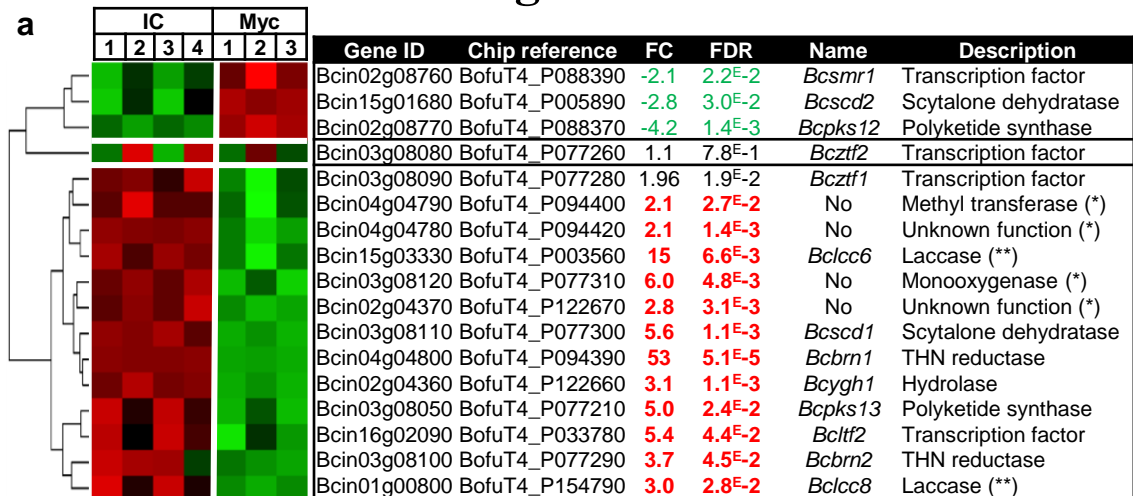 g
a
IC Myc
1 2 3 4 1 2 3
Gene ID Chip reference FC FDR Name Description
Bcin02g08760 BofuT4_P088390 -2.1 2.2E-2 Bcsmr1 Transcription factor
Bcin15g01680 BofuT4_P005890 -2.8 3.0E-2 Bcscd2 Scytalone dehydratase
Bcin02g08770 BofuT4_P088370 -4.2 1.4E-3 Bcpks12 Polyketide synthase
Bcin03g08080 BofuT4_P077260 1.1 7.8E-1 Bcztf2 Transcription factor
Bcin03g08090 BofuT4_P077280 1.96 1.9E-2 Bcztf1 Transcription factor
Bcin04g04790 BofuT4_P094400 2.1 2.7E-2 No Methyl transferase (*)
Bcin04g04780 BofuT4_P094420 2.1 1.4E-3 No Unknown function (*)
Bcin15g03330 BofuT4_P003560 15 6.6E-3 Bclcc6 Laccase (**)
Bcin03g08120 BofuT4_P077310 6.0 4.8E-3 No Monooxygenase (*)
Bcin02g04370 BofuT4_P122670 2.8 3.1E-3 No Unknown function (*)
Bcin03g08110 BofuT4_P077300 5.6 1.1E-3 Bcscd1 Scytalone dehydratase
Bcin04g04800 BofuT4_P094390 53 5.1E-5 Bcbrn1 THN reductase
Bcin02g04360 BofuT4_P122660 3.1 1.1E-3 Bcygh1 Hydrolase
Bcin03g08050 BofuT4_P077210 5.0 2.4E-2 Bcpks13 Polyketide synthase
Bcin16g02090 BofuT4_P033780 5.4 4.4E-2 Bcltf2 Transcription factor
Bcin03g08100 BofuT4_P077290 3.7 4.5E-2 Bcbrn2 THN reductase
Bcin01g00800 BofuT4_P154790 3.0 2.8E-2 Bclcc8 Laccase (**)